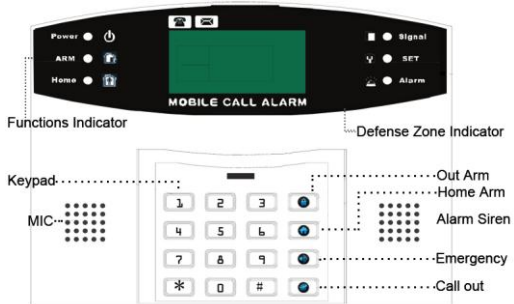 Power
Signal
ARM
SET
Home
Alarm
MOBILE CALL ALARM
Functions Indicator
Defense Zone Indicator
Keypad
Out Arm
1 2 3
Home Arm
MIC
Alarm Siren
4 5 6
7 8 9
Emergency
* 0 #
Call out